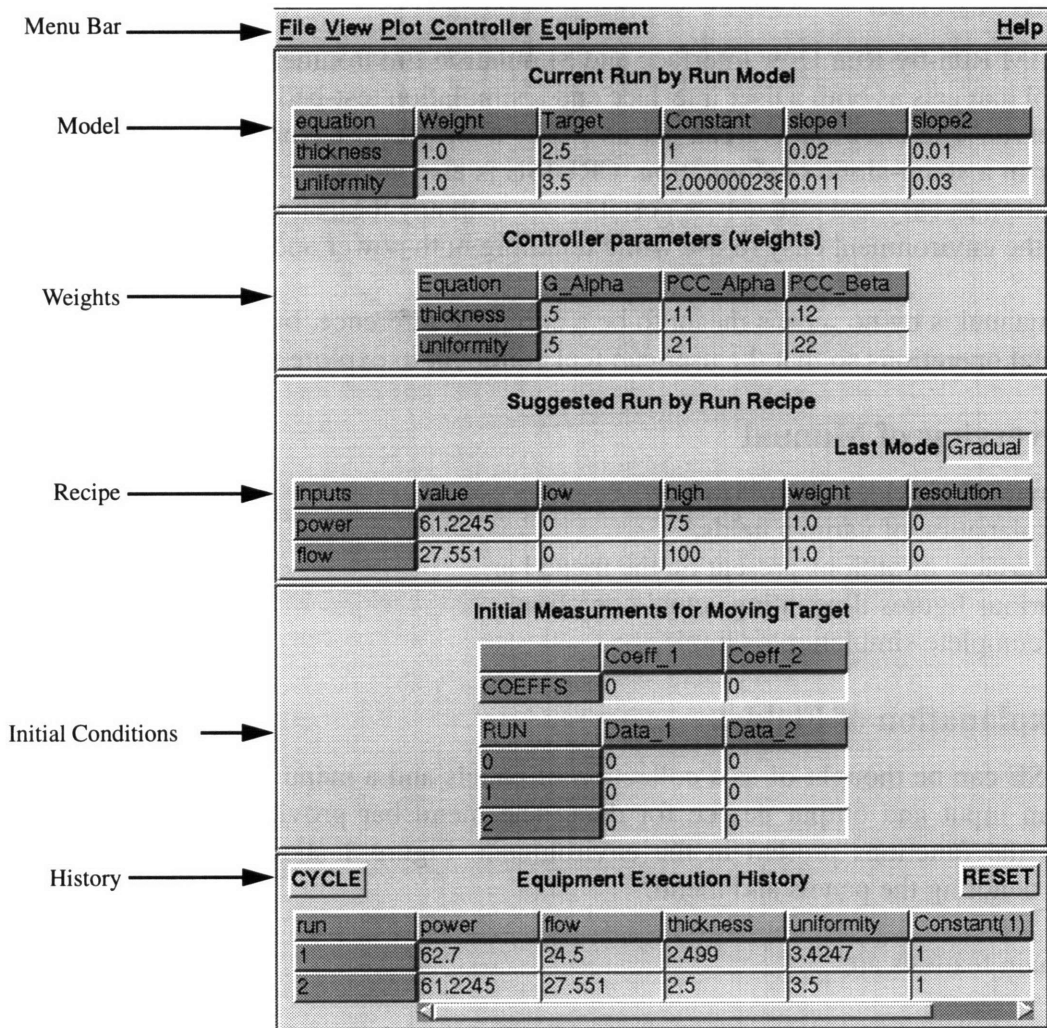 Menu Bar
File View Plot Controller Equipment Help
Current Run by Run Model
Model
equation Weight Target Constant slope1 slope2
thickness 1.0 2.5 1 0.02 0.01
uniformity 1.0 3.5 2.000000238 0.011 0.03
Controller parameters (weights)
Weights
Equation G_Alpha PCC_Alpha PCC_Beta
thickness .5 .11 .12
uniformity .5 .21 .22
Suggested Run by Run Recipe
Last Mode Gradual
Recipe
inputs value low high weight resolution
power 61.2245 0 75 1.0 0
flow 27.551 0 100 1.0 0
Initial Measurments for Moving Target
Coeff_1 Coeff_2
COEFFS 0 0
Initial Conditions
RUN Data_1 Data_2
0 0 0
1 0 0
2 0 0
History
CYCLE Equipment Execution History RESET
run power flow thickness uniformity Constant(1)
1 62.7 24.5 2.499 3.4247 1
2 61.2245 27.551 2.5 3.5 1